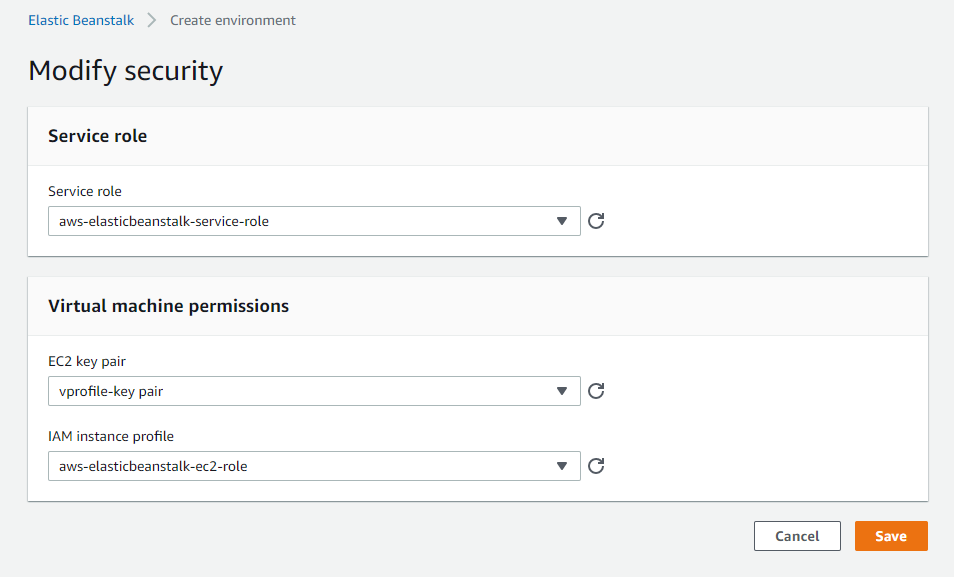 Elastic Beanstalk > Create environment
Modify security
Service role
Service role
aws-elasticbeanstalk-service-role
Virtual machine permissions
EC2 key pair
vprofile-key pair
IAM instance profile
aws-elasticbeanstalk-ec2-role
Cancel Save